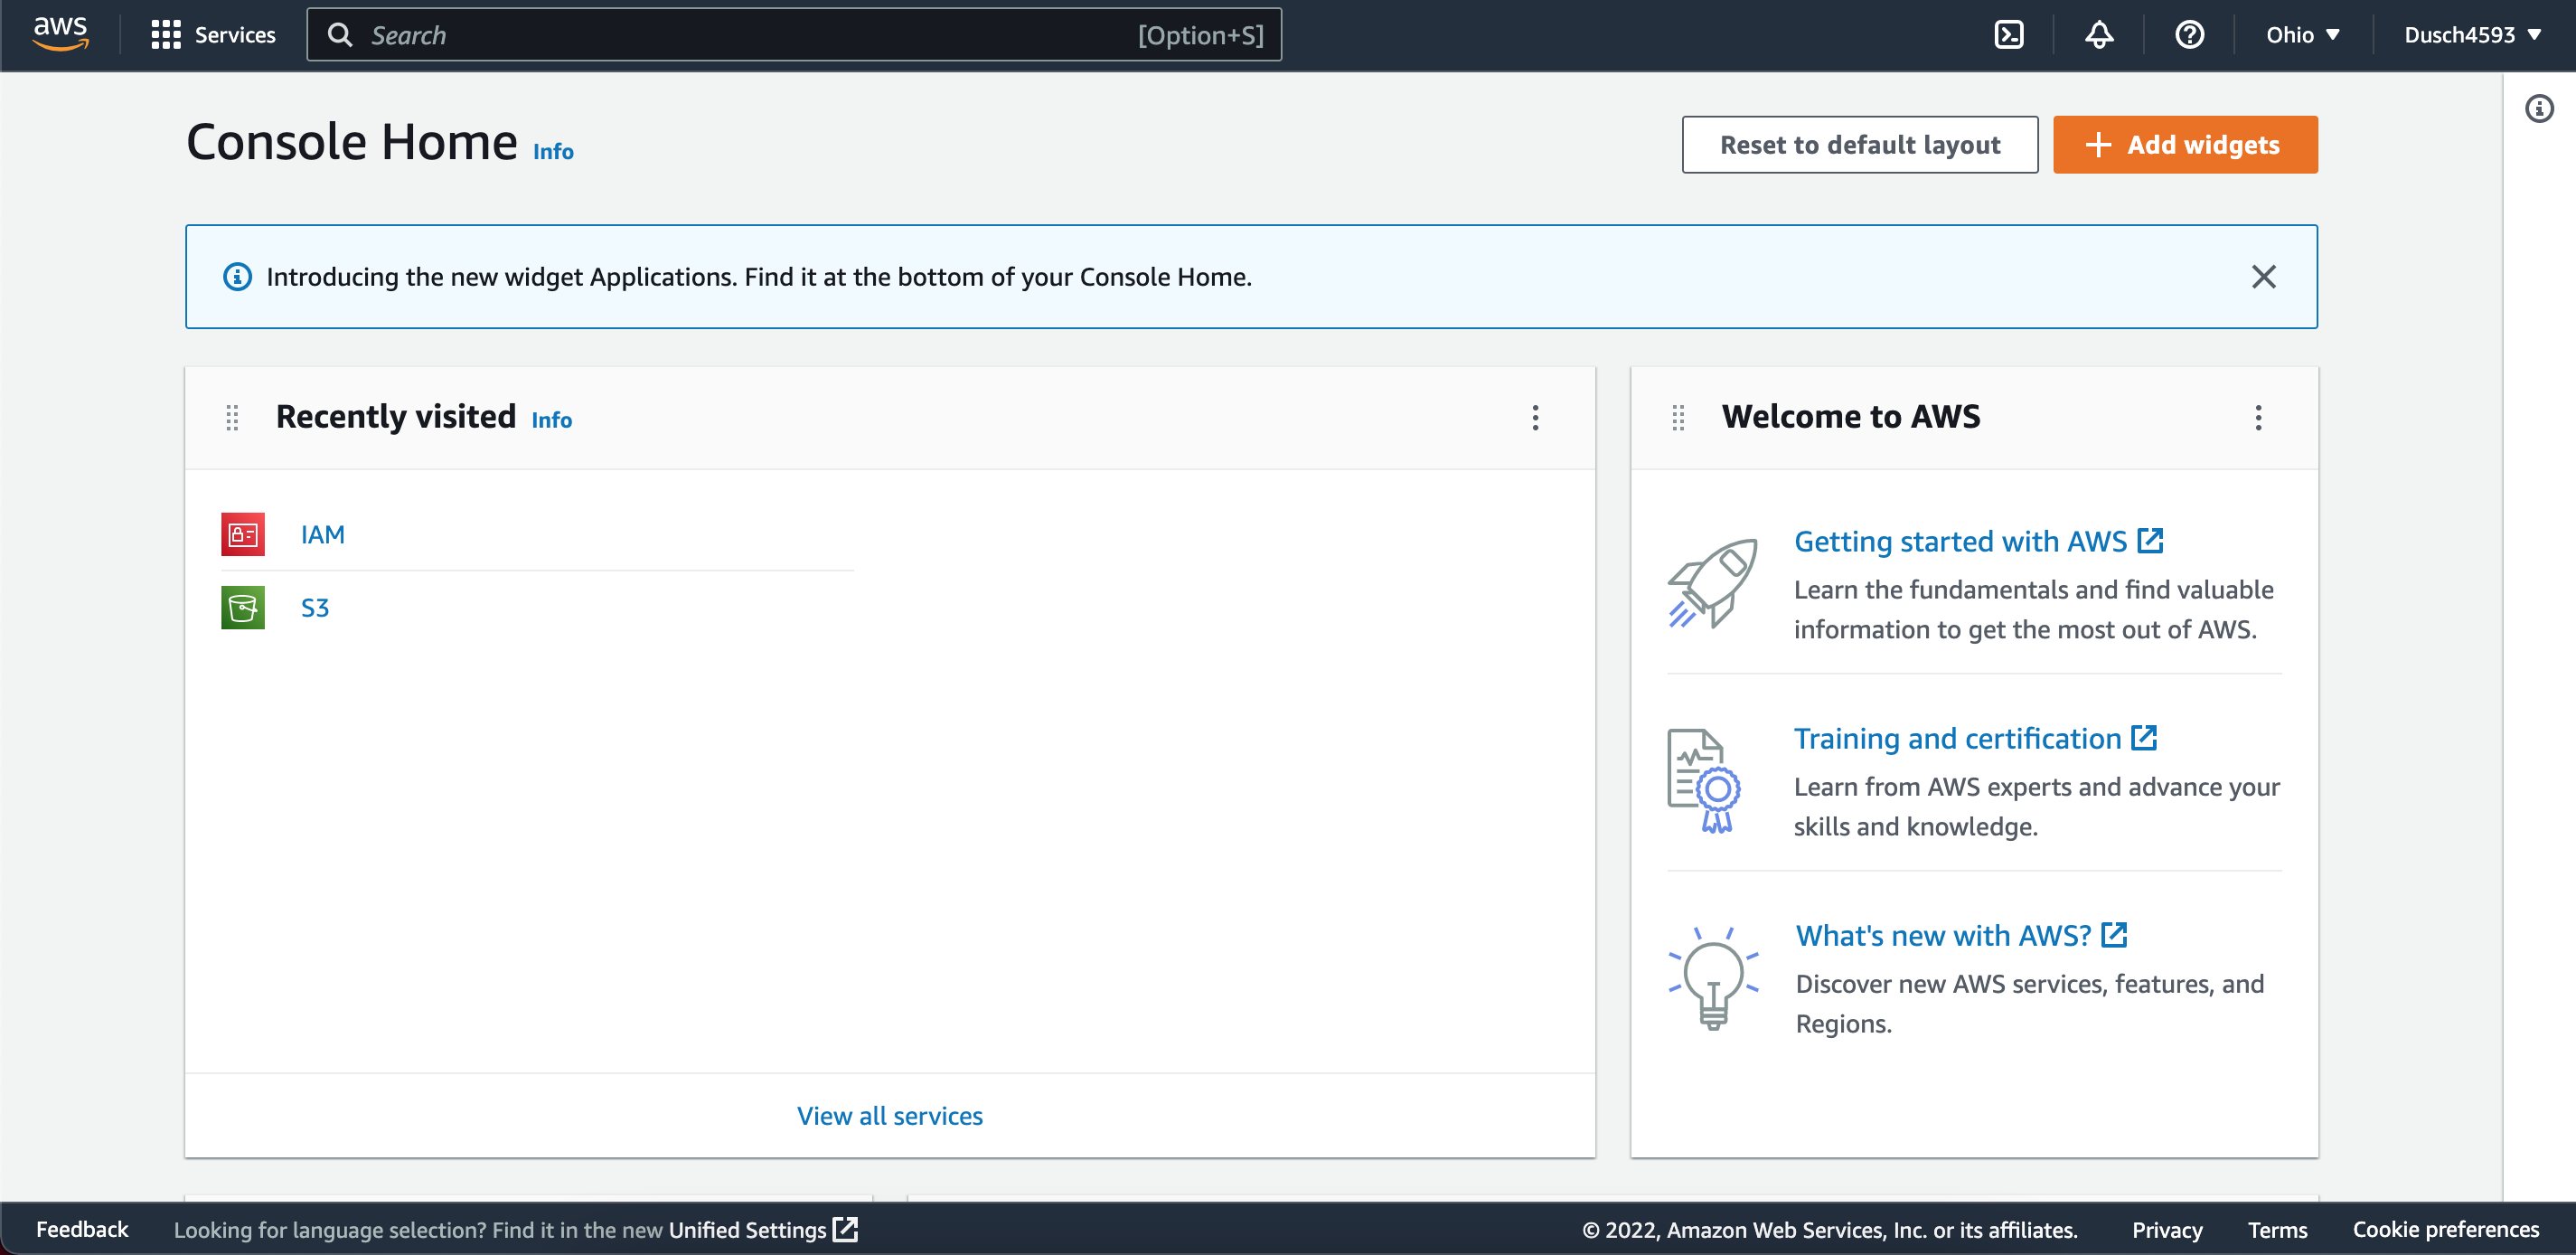 aws
Services
Search [Option+S]
Ohio ▼
Dusch4593 ▼
Console Home Info
Reset to default layout
+ Add widgets
Introducing the new widget Applications. Find it at the bottom of your Console Home.
Recently visited Info
IAM
S3
View all services
Welcome to AWS
Getting started with AWS
Learn the fundamentals and find valuable
information to get the most out of AWS.
Training and certification
Learn from AWS experts and advance your
skills and knowledge.
What's new with AWS?
Discover new AWS services, features, and
Regions.
Feedback
Looking for language selection? Find it in the new Unified Settings
© 2022, Amazon Web Services, Inc. or its affiliates.
Privacy
Terms
Cookie preferences